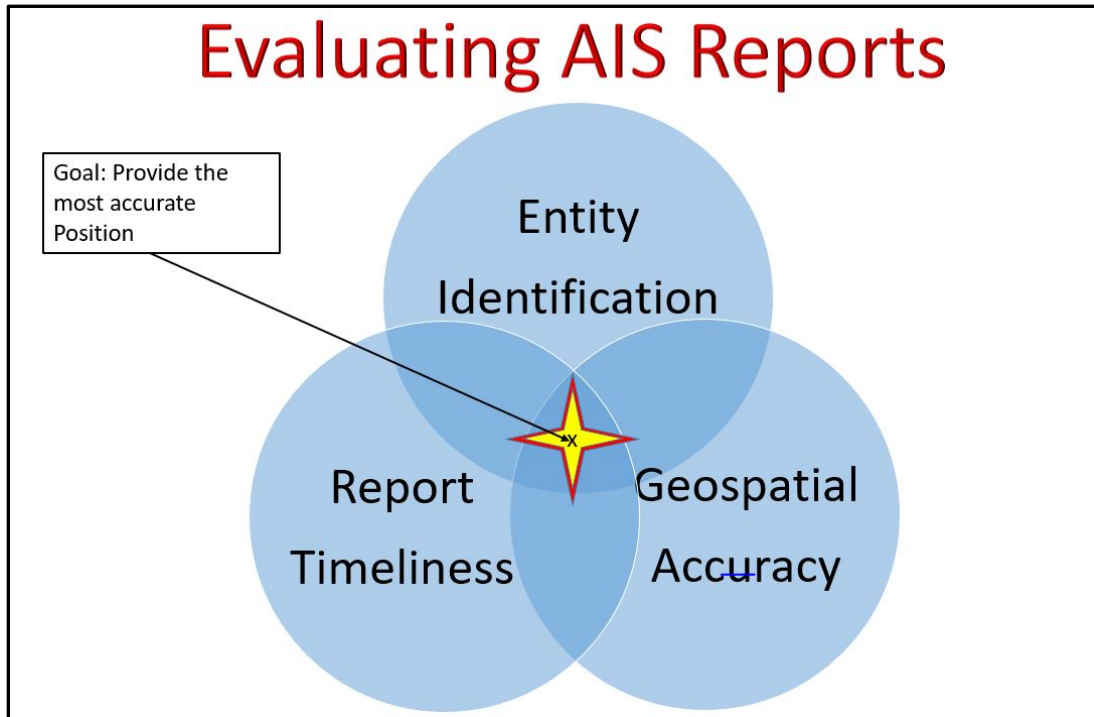 Evaluating AIS Reports
Goal: Provide the
most accurate
Position
Entity
Identification
x
Report
Timeliness
Geospatial
Accuracy